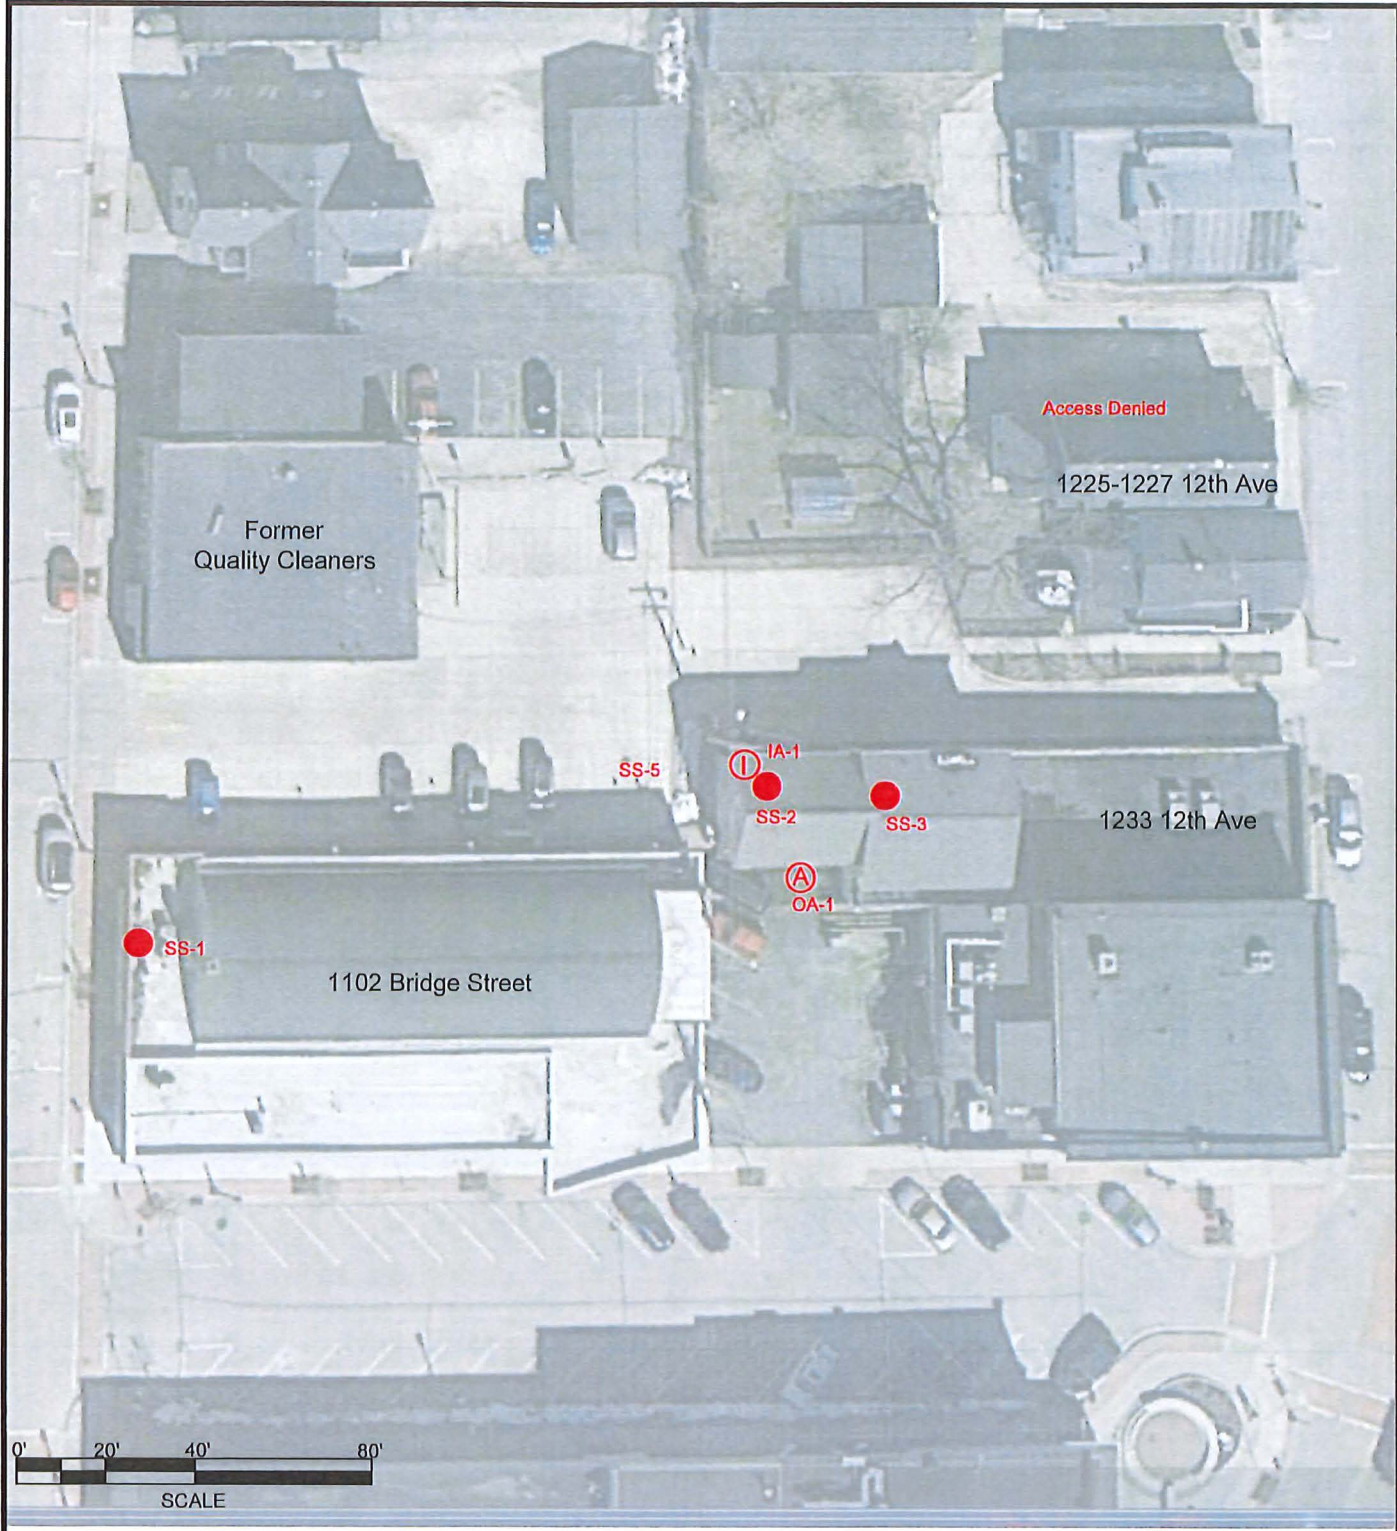 Access Denied
1225-1227 12th Ave
Former
Quality Cleaners
IA-1
I
SS-5
SS-2
SS-3
1233 12th Ave
A
OA-1
SS-1
1102 Bridge Street
0' 20' 40' 80'
SCALE